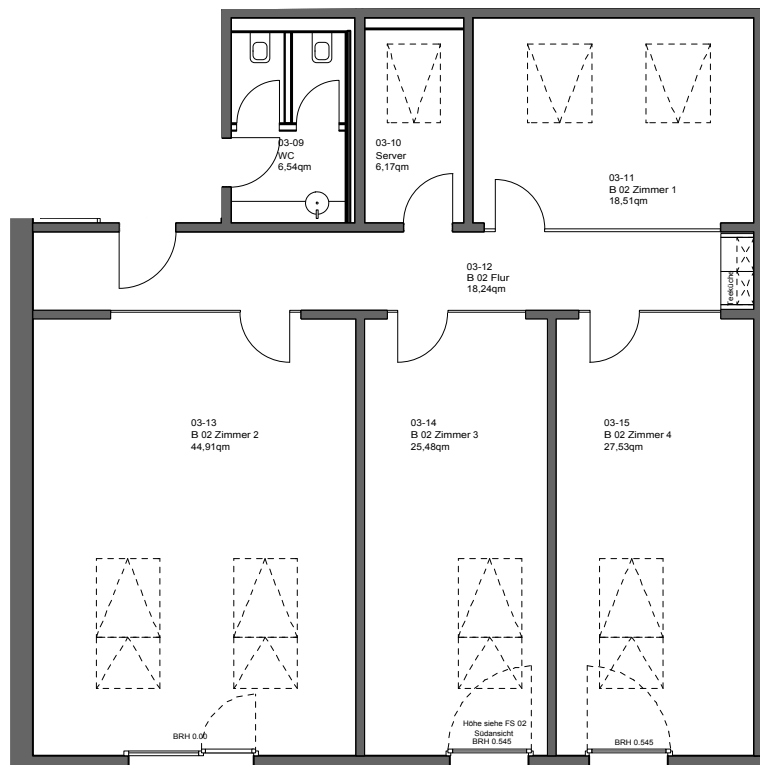 03-09
WC
6,54qm
03-10
Server
6,17qm
03-11
B 02 Zimmer 1
18,51qm
03-12
B 02 Flur
18,24qm
Teeküche
03-13
B 02 Zimmer 2
44,91qm
03-14
B 02 Zimmer 3
25,48qm
03-15
B 02 Zimmer 4
27,53qm
BRH 0.00
Höhe siehe FS 02
Südansicht
BRH 0.545
BRH 0.545